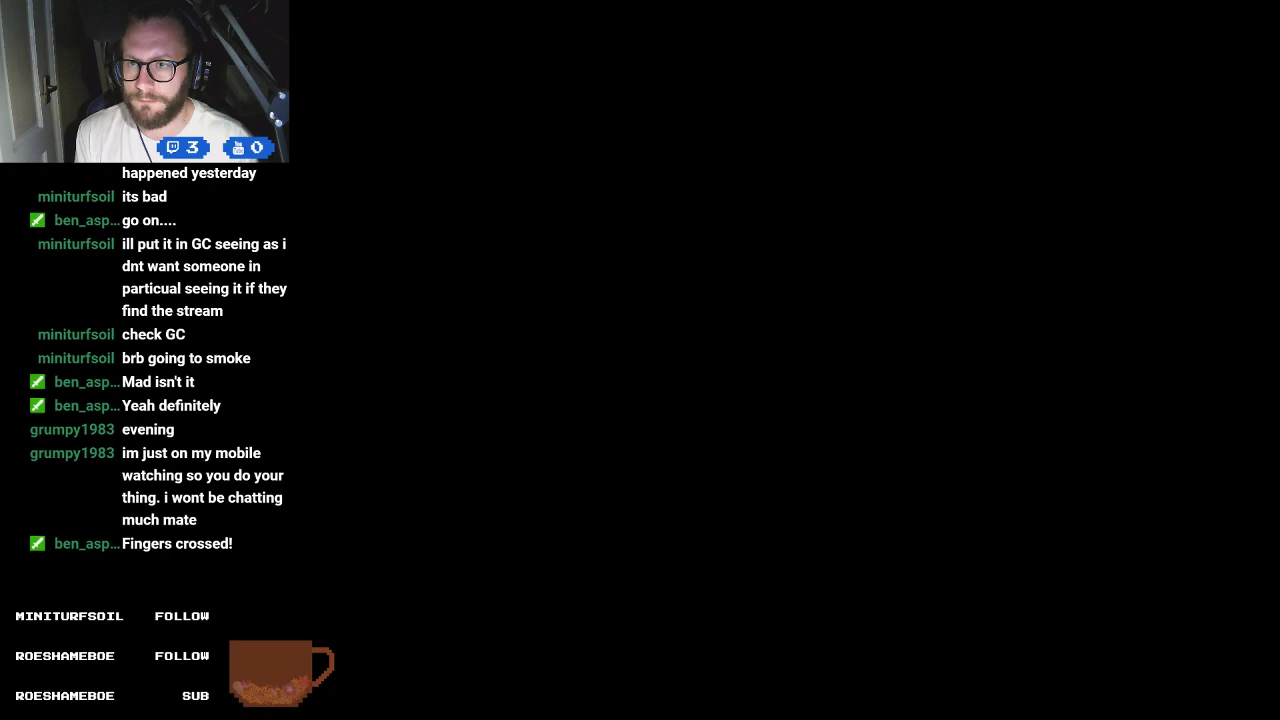 3 0
happened yesterday
miniturfsoil its bad
ben_asp... go on....
miniturfsoil ill put it in GC seeing as i
dnt want someone in
particual seeing it if they
find the stream
miniturfsoil check GC
miniturfsoil brb going to smoke
ben_asp... Mad isn't it
ben_asp... Yeah definitely
grumpy1983 evening
grumpy1983 im just on my mobile
watching so you do your
thing. i wont be chatting
much mate
ben_asp... Fingers crossed!
MINITURFSOIL FOLLOW
ROESHAMEBOE FOLLOW
ROESHAMEBOE SUB